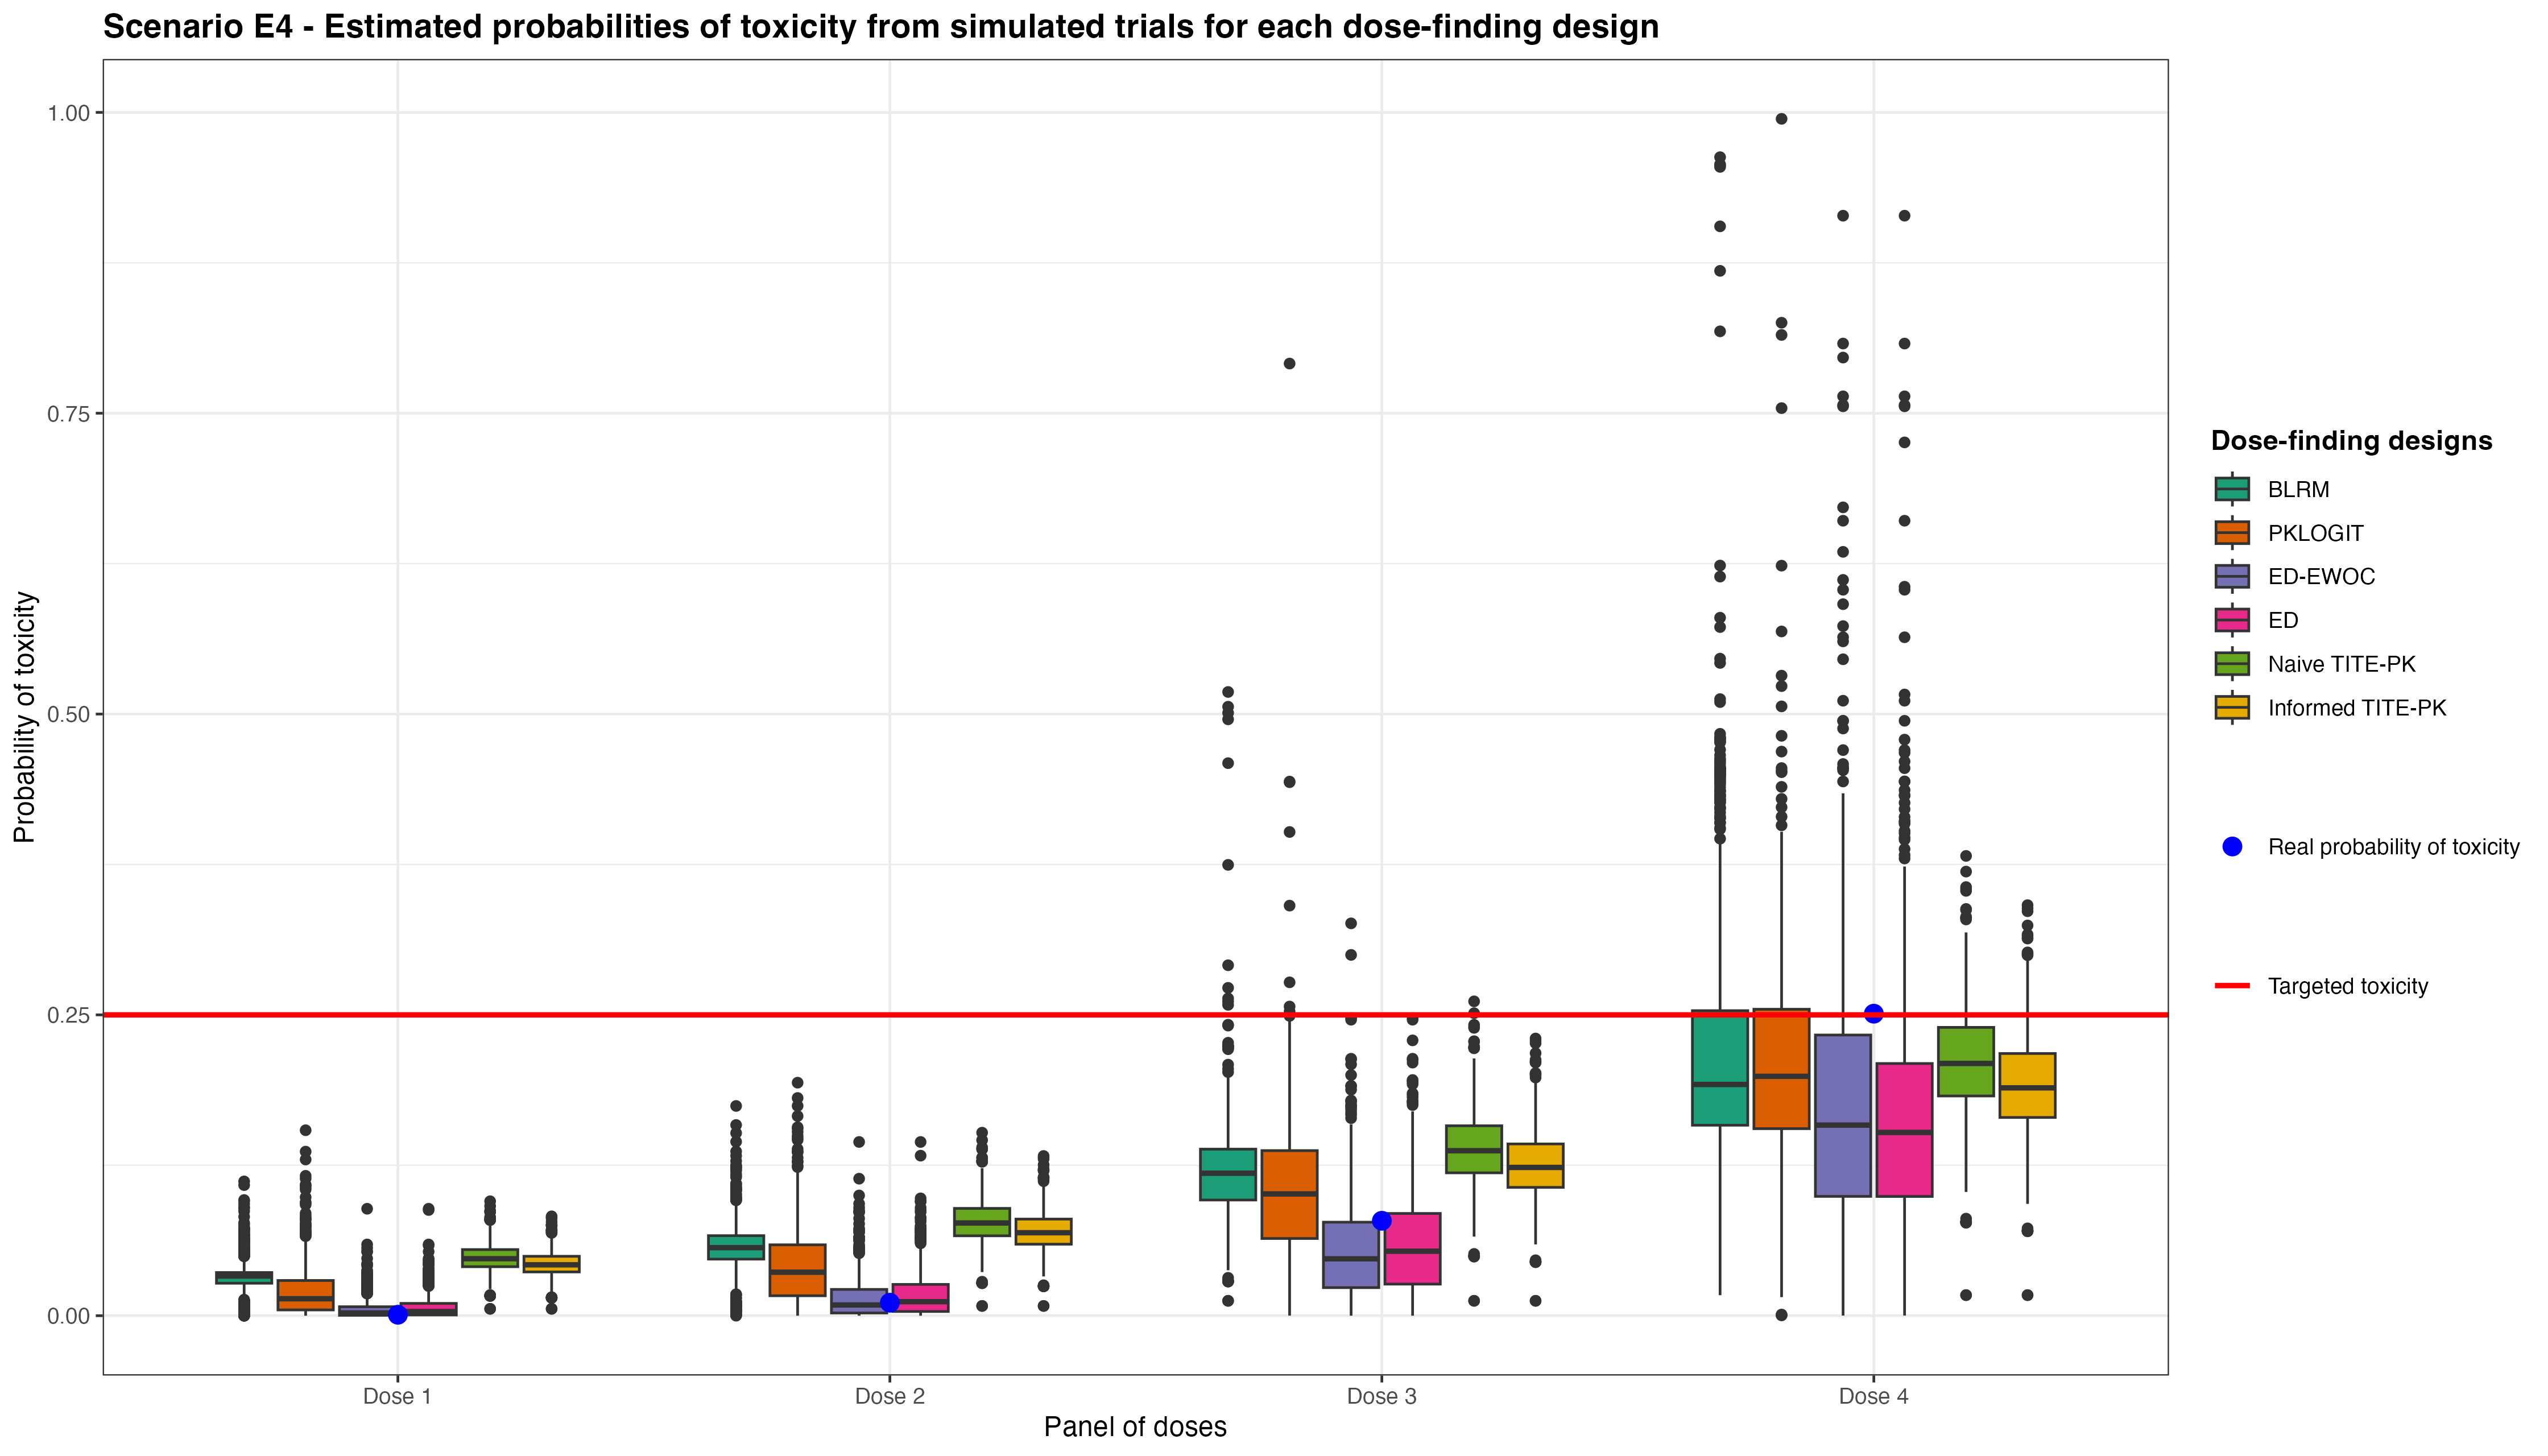 Scenario E4 - Estimated probabilities of toxicity from simulated trials for each dose-finding design
Probability of toxicity
1.00
0.75
0.50
0.25
0.00
Dose 1
Dose 2
Dose 3
Dose 4
Panel of doses
Dose-finding designs
BLRM
PKLOGIT
ED-EWOC
ED
Naive TITE-PK
Informed TITE-PK
Real probability of toxicity
Targeted toxicity